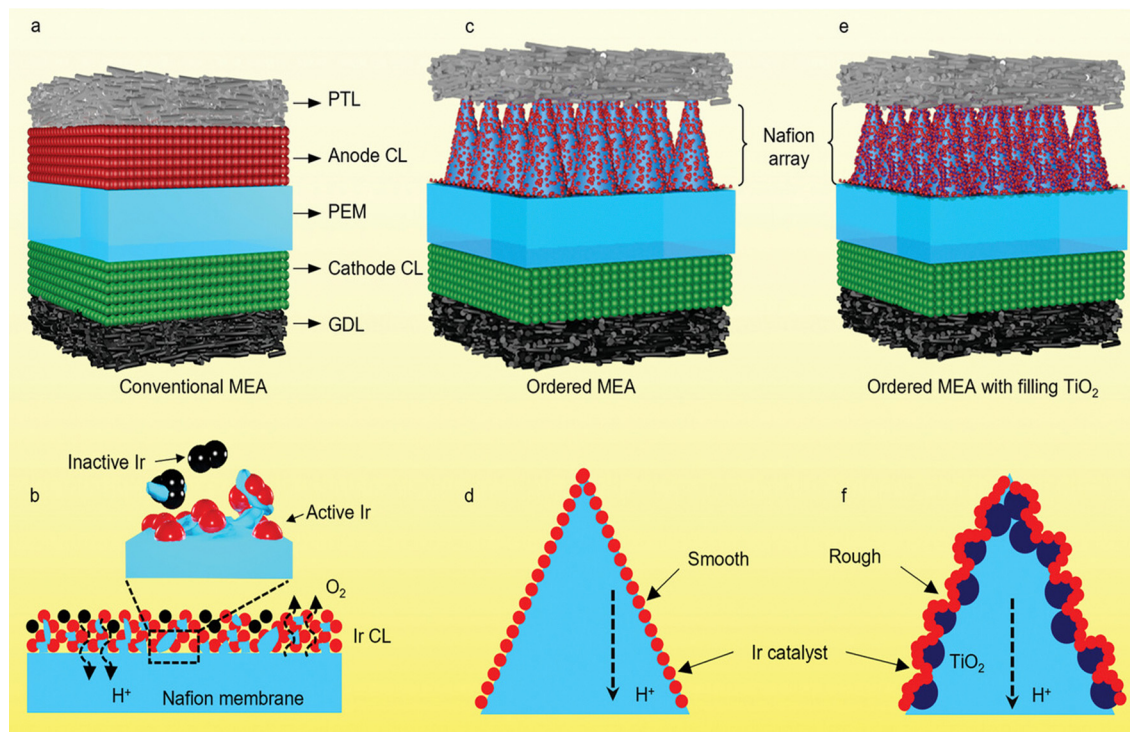 a
c
e
PTL
Anode CL
PEM
Cathode CL
GDL
Nafion
array
Conventional MEA
Ordered MEA
Ordered MEA with filling TiO₂
Inactive Ir
b
Active Ir
O₂
Ir CL
H⁺
Nafion membrane
d
Smooth
Ir catalyst
H⁺
f
Rough
TiO₂
H⁺